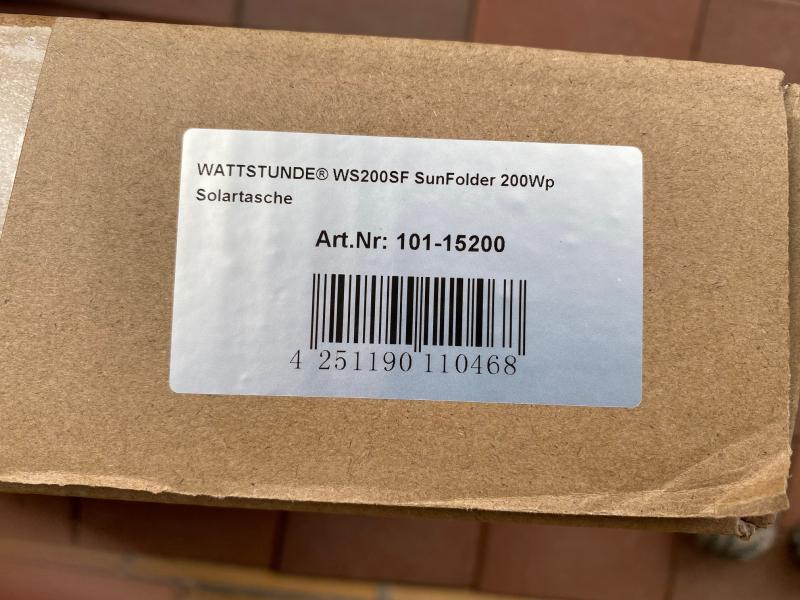 WATTSTUNDE® WS200SF SunFolder 200Wp
Solartasche
Art.Nr: 101-15200
4 251190 110468